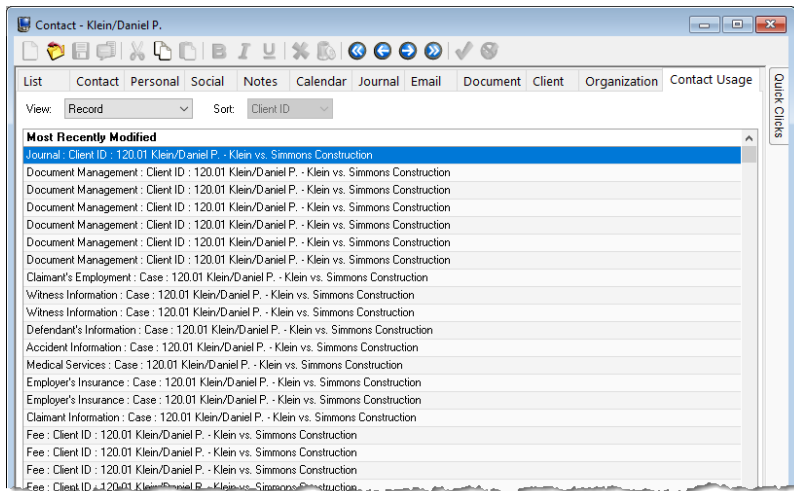 Contact - Klein/Daniel P.
B I U
List Contact Personal Social Notes Calendar Journal Email Document Client Organization Contact Usage
Quick Clicks
View: Record Sort: Client ID
Most Recently Modified
Journal : Client ID : 120.01 Klein/Daniel P. - Klein vs. Simmons Construction
Document Management : Client ID : 120.01 Klein/Daniel P. - Klein vs. Simmons Construction
Document Management : Client ID : 120.01 Klein/Daniel P. - Klein vs. Simmons Construction
Document Management : Client ID : 120.01 Klein/Daniel P. - Klein vs. Simmons Construction
Document Management : Client ID : 120.01 Klein/Daniel P. - Klein vs. Simmons Construction
Document Management : Client ID : 120.01 Klein/Daniel P. - Klein vs. Simmons Construction
Document Management : Client ID : 120.01 Klein/Daniel P. - Klein vs. Simmons Construction
Claimant's Employment : Case : 120.01 Klein/Daniel P. - Klein vs. Simmons Construction
Witness Information : Case : 120.01 Klein/Daniel P. - Klein vs. Simmons Construction
Witness Information : Case : 120.01 Klein/Daniel P. - Klein vs. Simmons Construction
Defendant's Information : Case : 120.01 Klein/Daniel P. - Klein vs. Simmons Construction
Accident Information : Case : 120.01 Klein/Daniel P. - Klein vs. Simmons Construction
Medical Services : Case : 120.01 Klein/Daniel P. - Klein vs. Simmons Construction
Employer's Insurance : Case : 120.01 Klein/Daniel P. - Klein vs. Simmons Construction
Employer's Insurance : Case : 120.01 Klein/Daniel P. - Klein vs. Simmons Construction
Claimant Information : Case : 120.01 Klein/Daniel P. - Klein vs. Simmons Construction
Fee : Client ID : 120.01 Klein/Daniel P. - Klein vs. Simmons Construction
Fee : Client ID : 120.01 Klein/Daniel P. - Klein vs. Simmons Construction
Fee : Client ID : 120.01 Klein/Daniel P. - Klein vs. Simmons Construction
Fee : Client ID : 120.01 Klein/Daniel P. - Klein vs. Simmons Construction